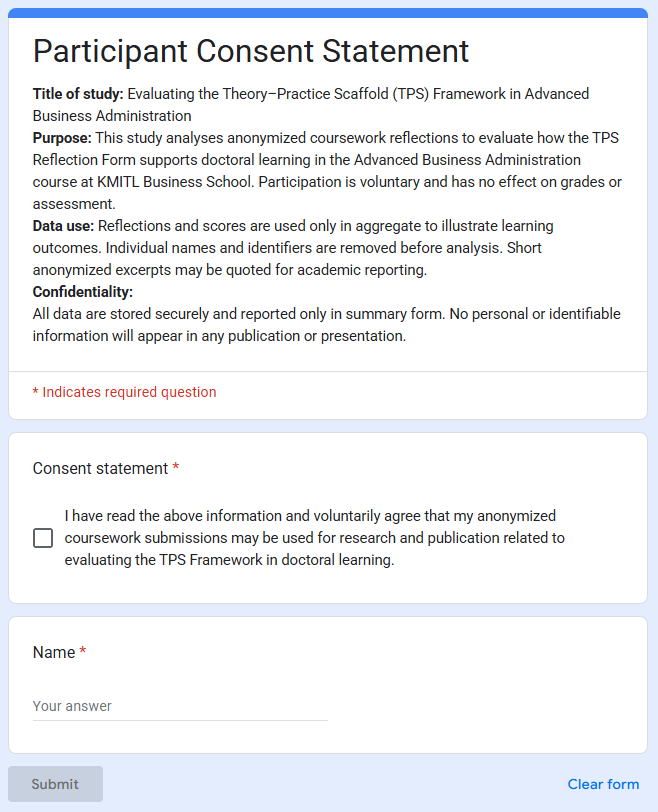 Participant Consent Statement
Title of study: Evaluating the Theory–Practice Scaffold (TPS) Framework in Advanced
Business Administration
Purpose: This study analyses anonymized coursework reflections to evaluate how the TPS
Reflection Form supports doctoral learning in the Advanced Business Administration
course at KMITL Business School. Participation is voluntary and has no effect on grades or
assessment.
Data use: Reflections and scores are used only in aggregate to illustrate learning
outcomes. Individual names and identifiers are removed before analysis. Short
anonymized excerpts may be quoted for academic reporting.
Confidentiality:
All data are stored securely and reported only in summary form. No personal or identifiable
information will appear in any publication or presentation.
* Indicates required question
Consent statement *
I have read the above information and voluntarily agree that my anonymized
coursework submissions may be used for research and publication related to
evaluating the TPS Framework in doctoral learning.
Name *
Your answer
Submit
Clear form